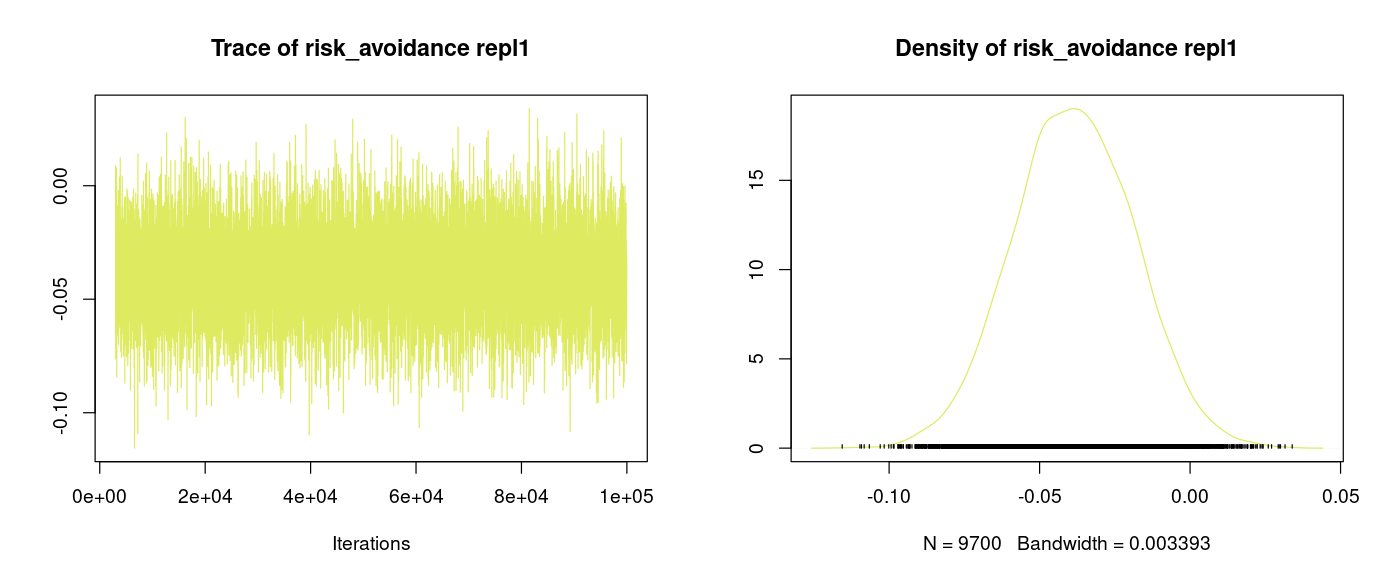 Trace of risk_avoidance repl1
0.00
-0.05
-0.10
0e+00 2e+04 4e+04 6e+04 8e+04 1e+05
Iterations
Density of risk_avoidance repl1
15
10
5
0
-0.10 -0.05 0.00 0.05
N = 9700 Bandwidth = 0.003393